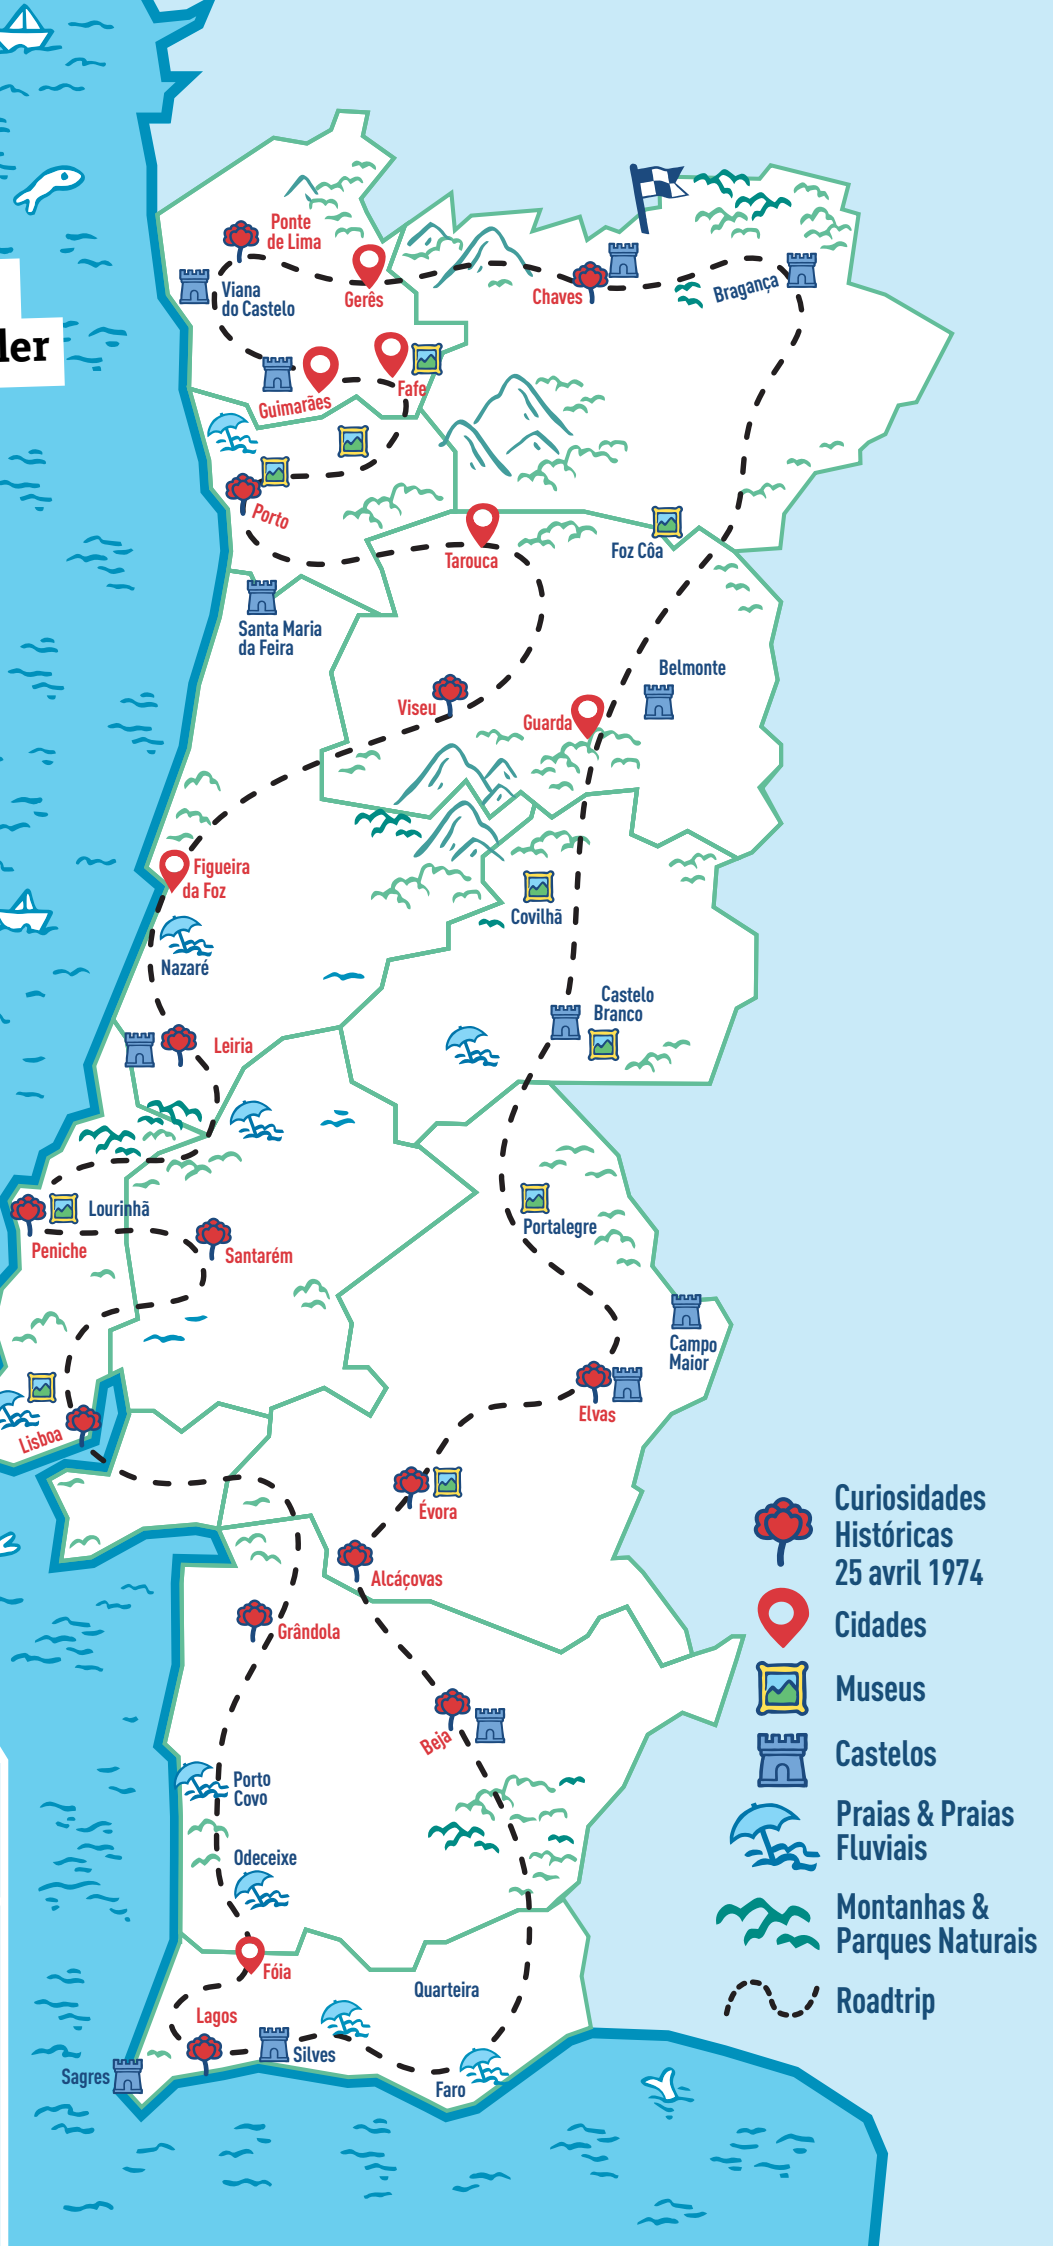 ler
Ponte
de Lima
Viana
do Castelo
Gerês
Chaves
Bragança
Guimarães
Fafe
Porto
Tarouca
Foz Côa
Santa Maria
da Feira
Belmonte
Viseu
Guarda
Figueira
da Foz
Covilhã
Nazaré
Castelo
Branco
Leiria
Lourinhã
Peniche
Santarém
Portalegre
Campo
Maior
Elvas
Lisboa
Évora
Alcáçovas
Grândola
Beja
Porto
Covo
Odeceixe
Fóia
Quarteira
Lagos
Silves
Sagres
Faro
Curiosidades
Históricas
25 avril 1974
Cidades
Museus
Castelos
Praias & Praias
Fluviais
Montanhas &
Parques Naturais
Roadtrip